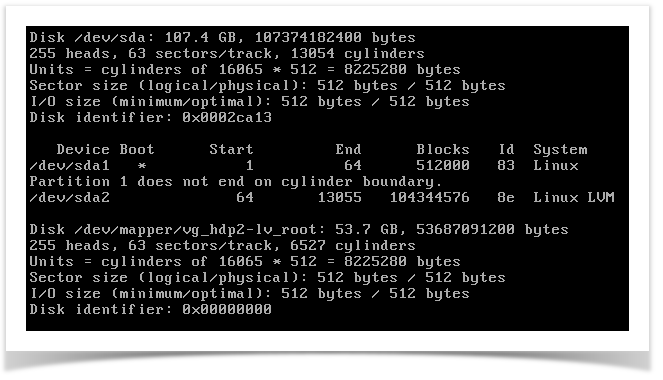 Disk /dev/sda: 107.4 GB, 107374182400 bytes
255 heads, 63 sectors/track, 13054 cylinders
Units = cylinders of 16065 * 512 = 8225280 bytes
Sector size (logical/physical): 512 bytes / 512 bytes
I/O size (minimum/optimal): 512 bytes / 512 bytes
Disk identifier: 0x0002ca13
Device Boot Start End Blocks Id System
/dev/sda1 * 1 64 512000 83 Linux
Partition 1 does not end on cylinder boundary.
/dev/sda2 64 13055 104344576 8e Linux LVM
Disk /dev/mapper/vg_hdp2-lv_root: 53.7 GB, 53687091200 bytes
255 heads, 63 sectors/track, 6527 cylinders
Units = cylinders of 16065 * 512 = 8225280 bytes
Sector size (logical/physical): 512 bytes / 512 bytes
I/O size (minimum/optimal): 512 bytes / 512 bytes
Disk identifier: 0x00000000